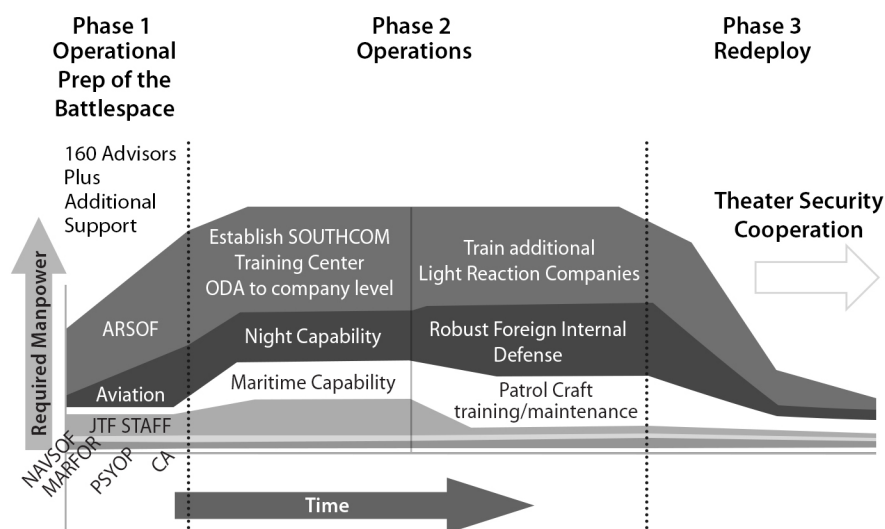 Phase 1
Operational
Prep of the
Battlespace
Phase 2
Operations
Phase 3
Redeploy
160 Advisors
Plus
Additional
Support
Theater Security
Cooperation
Establish SOUTHCOM
Training Center
ODA to company level
Train additional
Light Reaction Companies
ARSOF
Night Capability
Robust Foreign Internal
Defense
Aviation
Maritime Capability
Patrol Craft
training/maintenance
JTF STAFF
Required Manpower
NAVSOF
MARFOR
PSYOP
CA
Time